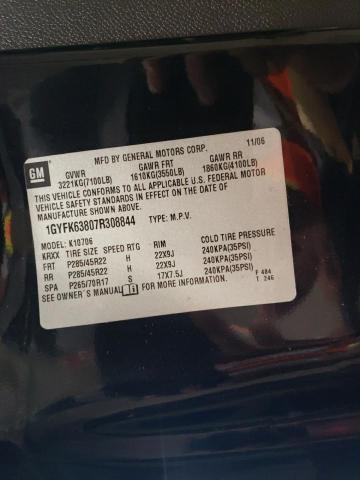 GM
MFD BY GENERAL MOTORS CORP. 11/06
GVWR GAWR FRT GAWR RR
3221KG(7100LB) 1610KG(3550LB) 1860KG(4100LB)
THIS VEHICLE CONFORMS TO ALL APPLICABLE U.S. FEDERAL MOTOR
VEHICLE SAFETY STANDARDS IN EFFECT ON THE DATE OF
MANUFACTURE SHOWN ABOVE.
1GYFK63807R308844 TYPE: M.P.V.
MODEL: K10706
KRXX TIRE SIZE SPEED RTG RIM COLD TIRE PRESSURE
FRT P285/45R22 H 22X9J 240KPA(35PSI)
RR P285/45R22 H 22X9J 240KPA(35PSI)
SPA P265/70R17 S 17X7.5J 240KPA(35PSI)
SEE OWNER'S MANUAL FOR MORE INFORMATION. F 484
T 246